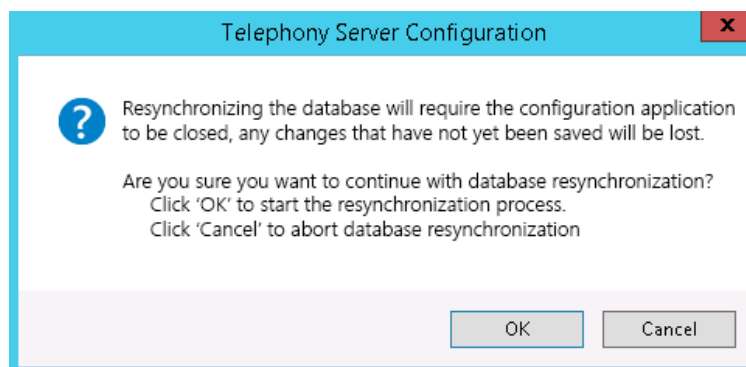 Telephony Server Configuration
x
?
Resynchronizing the database will require the configuration application
to be closed, any changes that have not yet been saved will be lost.
Are you sure you want to continue with database resynchronization?
Click ‘OK’ to start the resynchronization process.
Click ‘Cancel’ to abort database resynchronization
OK
Cancel